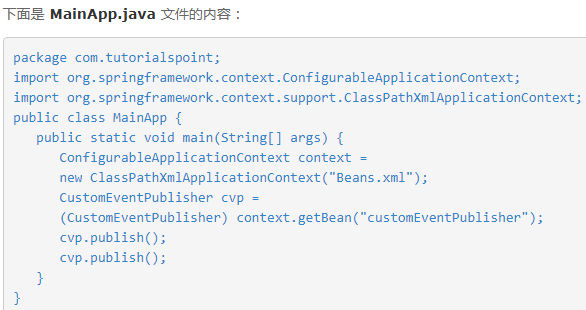 下面是 MainApp.java 文件的内容：
package com.tutorialspoint;
import org.springframework.context.ConfigurableApplicationContext;
import org.springframework.context.support.ClassPathXmlApplicationContext;
public class MainApp {
   public static void main(String[] args) {
      ConfigurableApplicationContext context =
      new ClassPathXmlApplicationContext("Beans.xml");
      CustomEventPublisher cvp =
      (CustomEventPublisher) context.getBean("customEventPublisher");
      cvp.publish();
      cvp.publish();
   }
}